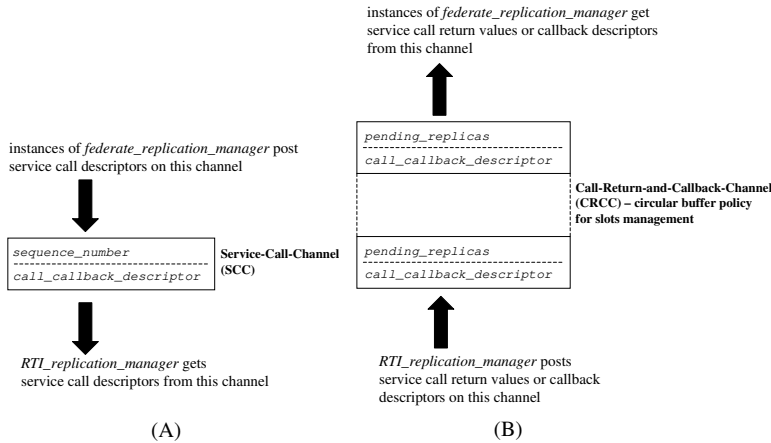 instances of federate_replication_manager post
service call descriptors on this channel
sequence_number
call_callback_descriptor
Service-Call-Channel
(SCC)
RTI_replication_manager gets
service call descriptors from this channel
(A)
instances of federate_replication_manager get
service call return values or callback descriptors
from this channel
pending_replicas
call_callback_descriptor
Call-Return-and-Callback-Channel
(CRCC) – circular buffer policy
for slots management
pending_replicas
call_callback_descriptor
RTI_replication_manager posts
service call return values or callback
descriptors on this channel
(B)